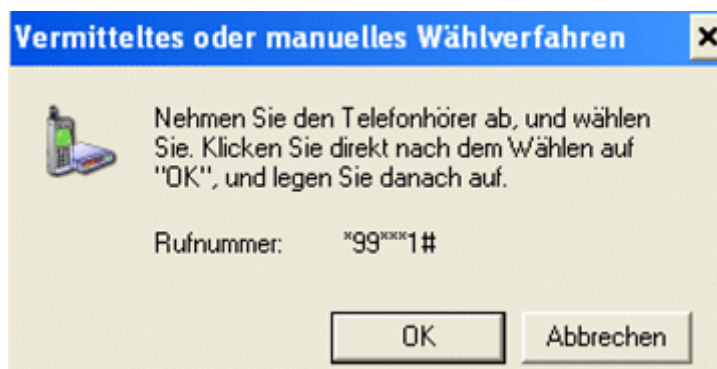 Vermitteltes oder manuelles Wählverfahren
Nehmen Sie den Telefonhörer ab, und wählen
Sie. Klicken Sie direkt nach dem Wählen auf
"OK", und legen Sie danach auf.
Rufnummer: *99***1#
OK Abbrechen